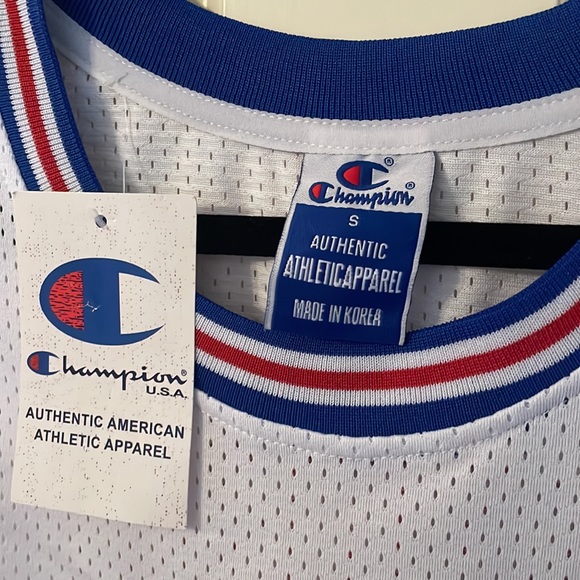 Champion®
U.S.A.
AUTHENTIC AMERICAN
ATHLETIC APPAREL
®
Champion®
S
AUTHENTIC
ATHLETICAPPAREL
MADE IN KOREA